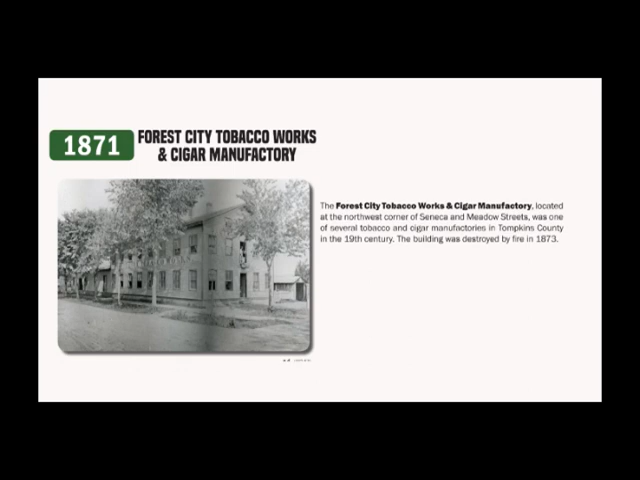 1871
FOREST CITY TOBACCO WORKS
& CIGAR MANUFACTORY
The Forest City Tobacco Works & Cigar Manufactory, located
at the northwest corner of Seneca and Meadow Streets, was one
of several tobacco and cigar manufactories in Tompkins County
in the 19th century. The building was destroyed by fire in 1873.